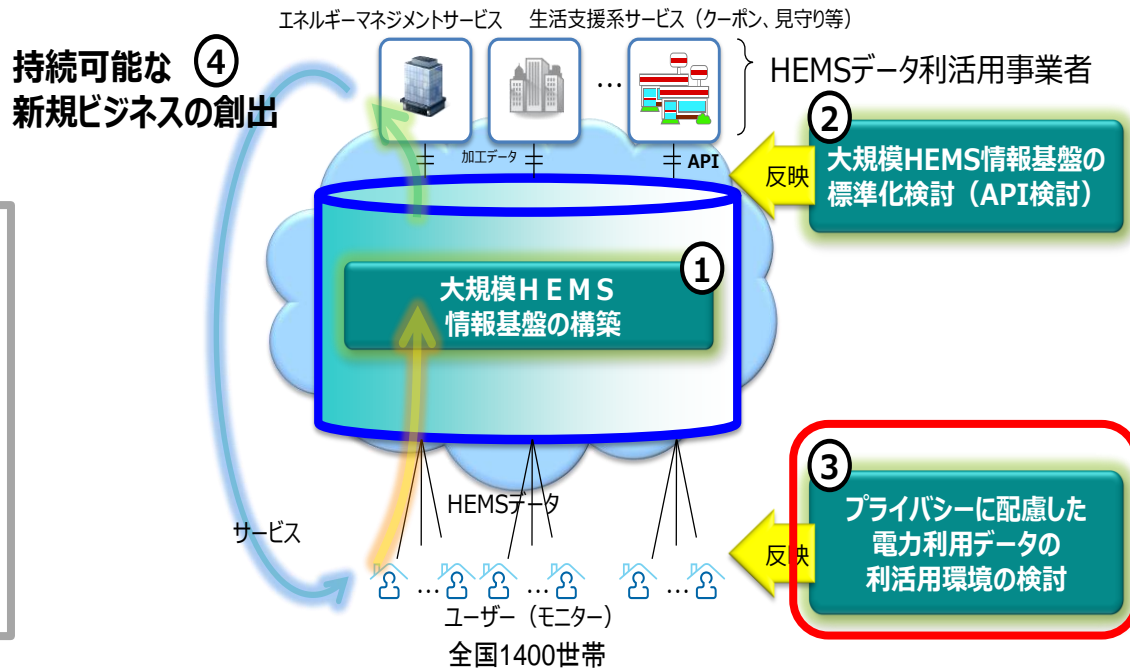 エネルギーマネジメントサービス 生活支援系サービス（クーポン、見守り等）
持続可能な ④
新規ビジネスの創出
…
HEMSデータ利活用事業者
加工データ
API
②
大規模HEMS情報基盤の
標準化検討（API検討）
反映
①
大規模ＨＥＭＳ
情報基盤の構築
HEMSデータ
サービス
③
プライバシーに配慮した
電力利用データの
利活用環境の検討
反映
… … …
ユーザー（モニター）
全国1400世帯